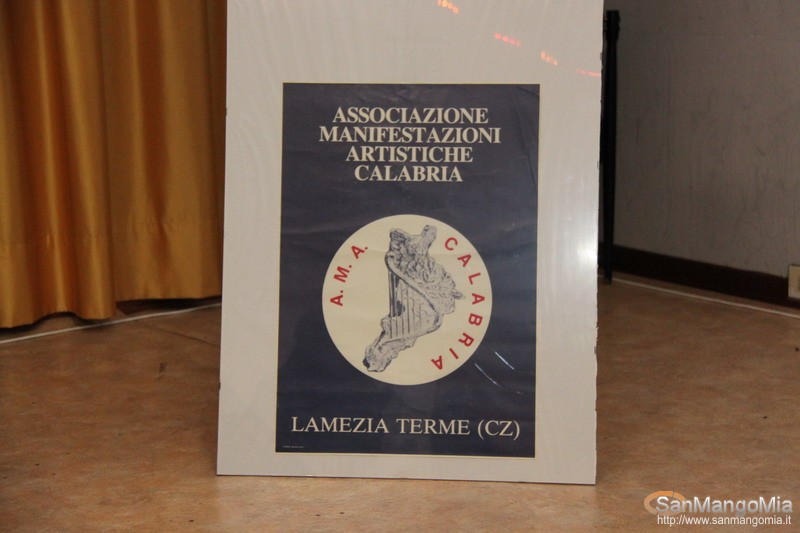 ASSOCIAZIONE
MANIFESTAZIONI
ARTISTICHE
CALABRIA
A. M. A. CALABRIA
LAMEZIA TERME (CZ)
SanMangoMia
http://www.sanmangomia.it